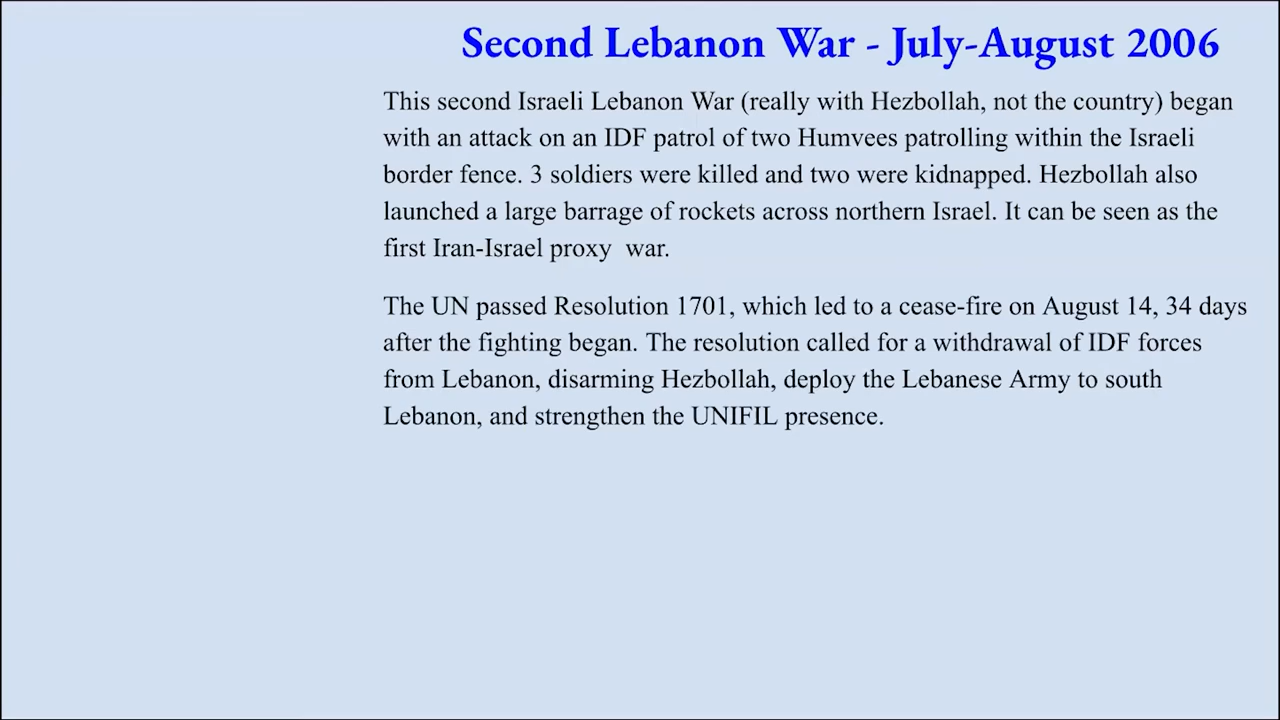 Second Lebanon War - July-August 2006
This second Israeli Lebanon War (really with Hezbollah, not the country) began
with an attack on an IDF patrol of two Humvees patrolling within the Israeli
border fence. 3 soldiers were killed and two were kidnapped. Hezbollah also
launched a large barrage of rockets across northern Israel. It can be seen as the
first Iran-Israel proxy  war.
The UN passed Resolution 1701, which led to a cease-fire on August 14, 34 days
after the fighting began. The resolution called for a withdrawal of IDF forces
from Lebanon, disarming Hezbollah, deploy the Lebanese Army to south
Lebanon, and strengthen the UNIFIL presence.